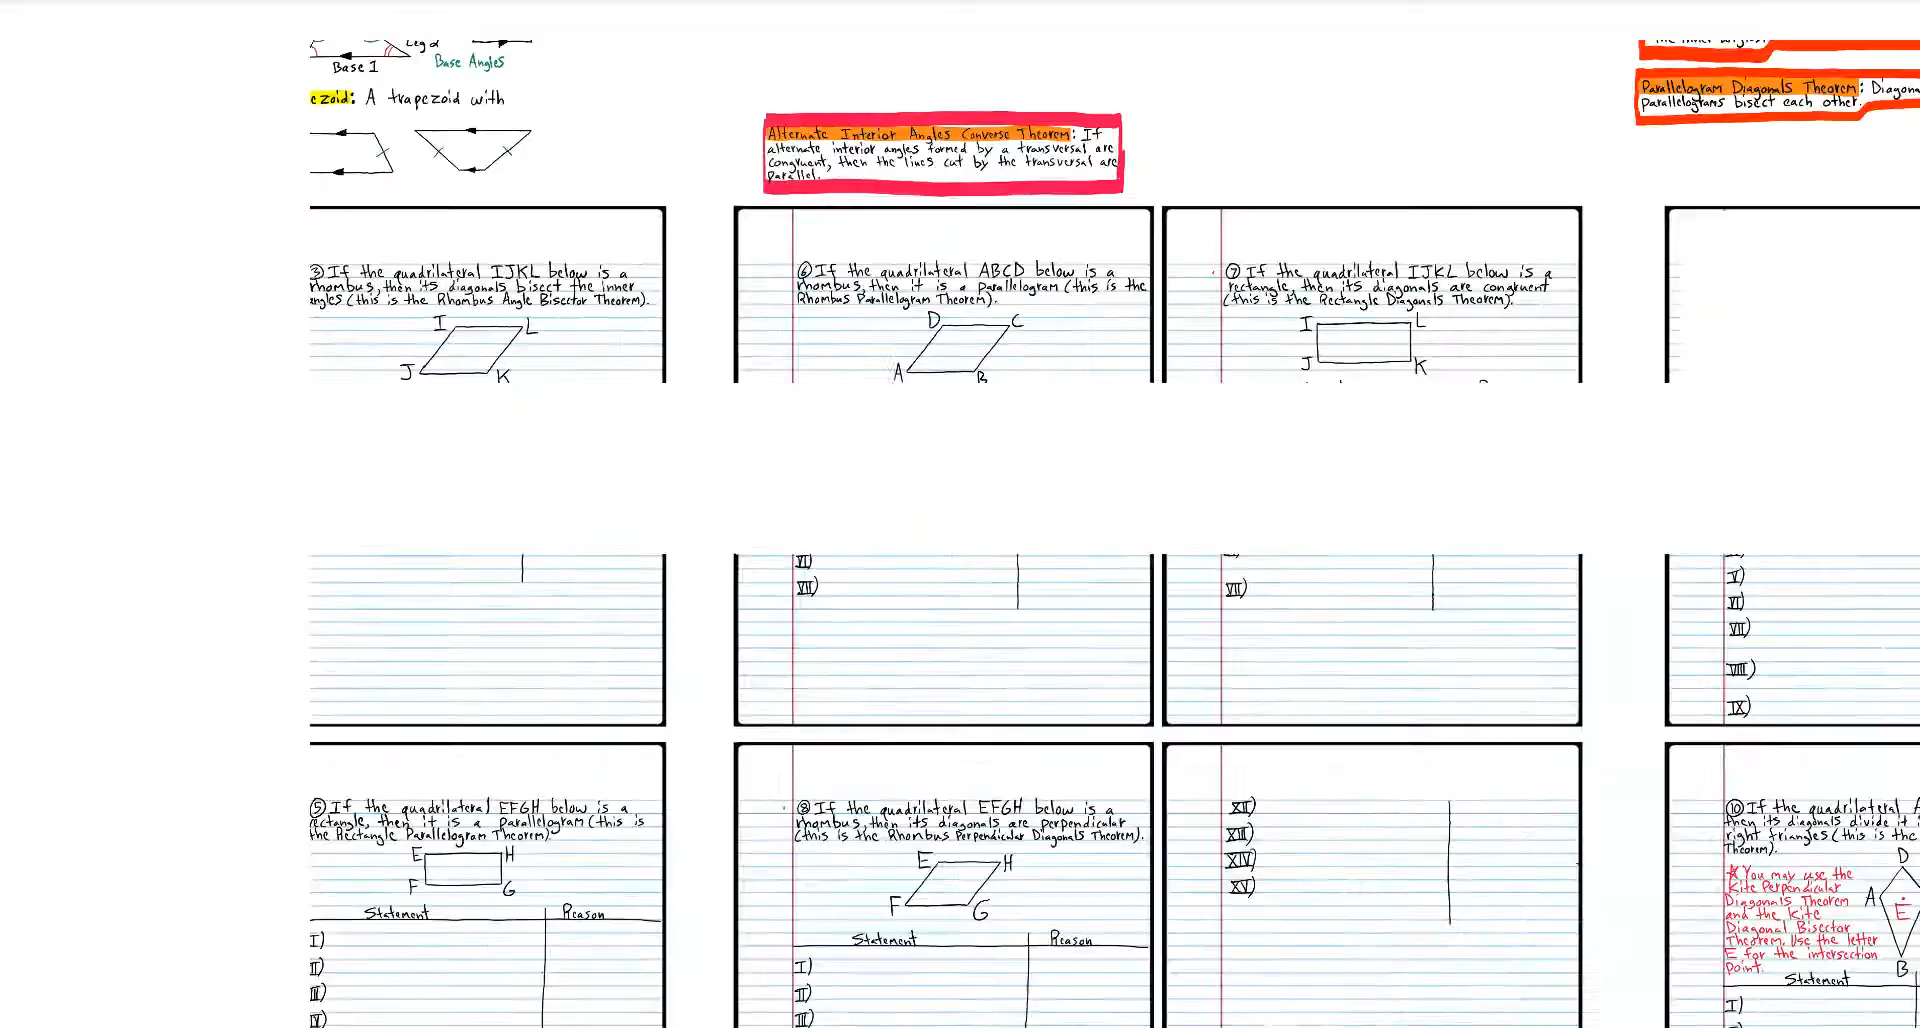 Leg 2
Base 1
Base Angles
ezoid: A trapezoid with
Alternate Interior Angles Converse Theorem: If
alternate interior angles formed by a transversal are
congruent, then the lines cut by the transversal are
parallel.
the inner angles.
Parallelogram Diagonals Theorem: Diagona
parallelograms bisect each other.
③ If the quadrilateral IJKL below is a
rhombus, then its diagonals bisect the inner
angles (this is the Rhombus Angle Bisector Theorem).
I
L
J
K
⑥ If the quadrilateral ABCD below is a
rhombus, then it is a parallelogram (this is the
Rhombus Parallelogram Theorem).
D
C
A
B
⑦ If the quadrilateral IJKL below is a
rectangle, then its diagonals are congruent
(this is the Rectangle Diagonals Theorem).
I
L
J
K
VI)
VII)
VII)
V)
VI)
VII)
VIII)
IX)
⑤ If the quadrilateral EFGH below is a
rectangle, then it is a parallelogram (this is
the Rectangle Parallelogram Theorem)
E
H
F
G
Statement
Reason
I)
II)
III)
IV)
⑧ If the quadrilateral EFGH below is a
rhombus, then its diagonals are perpendicular
(this is the Rhombus Perpendicular Diagonals Theorem).
E
H
F
G
Statement
Reason
I)
II)
III)
XII)
XIII)
XIV)
XV)
⑩ If the quadrilateral A
then its diagonals divide it i
right triangles (this is the
Theorem).
D
A
E
B
☆ You may use the
Kite Perpendicular
Diagonals Theorem
and the Kite
Diagonal Bisector
Theorem. Use the letter
E for the intersection
point.
Statement
I)